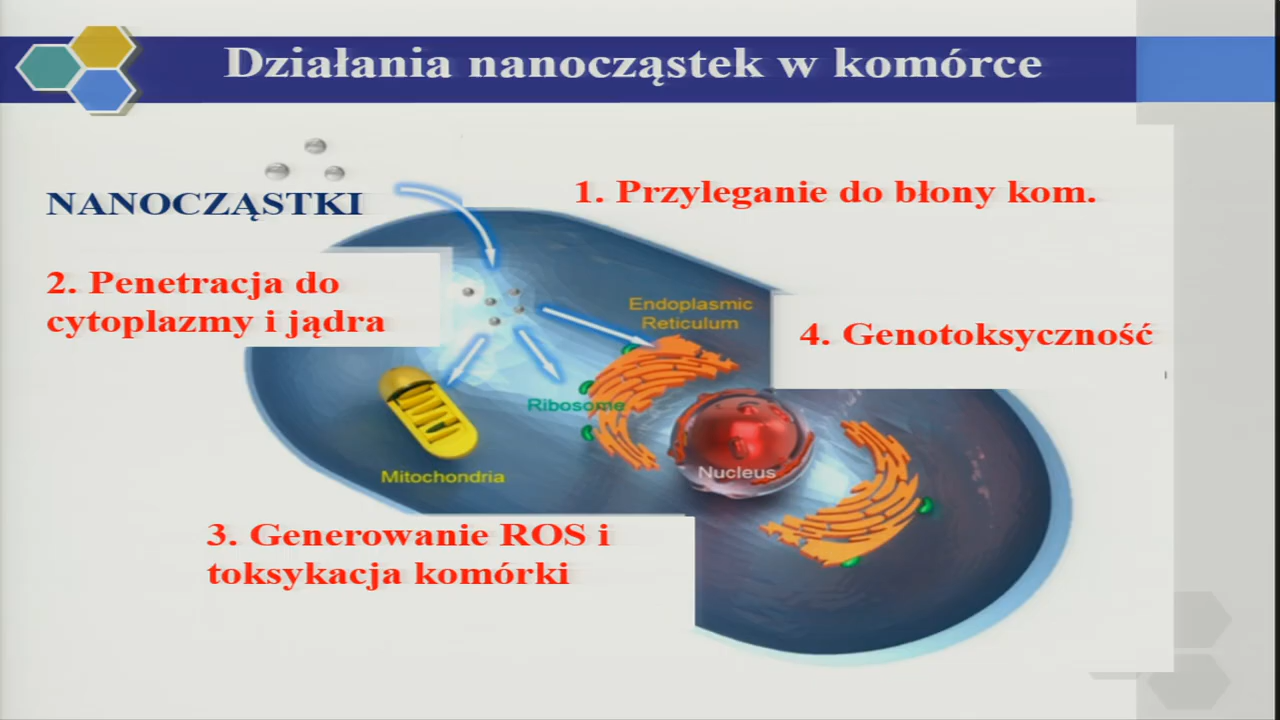 Działania nanocząstek w komórce
NANOCZĄSTKI
1. Przyleganie do błony kom.
2. Penetracja do
cytoplazmy i jądra
Endoplasmic
Reticulum
4. Genotoksyczność
Ribosome
Mitochondria
Nucleus
3. Generowanie ROS i
toksykacja komórki